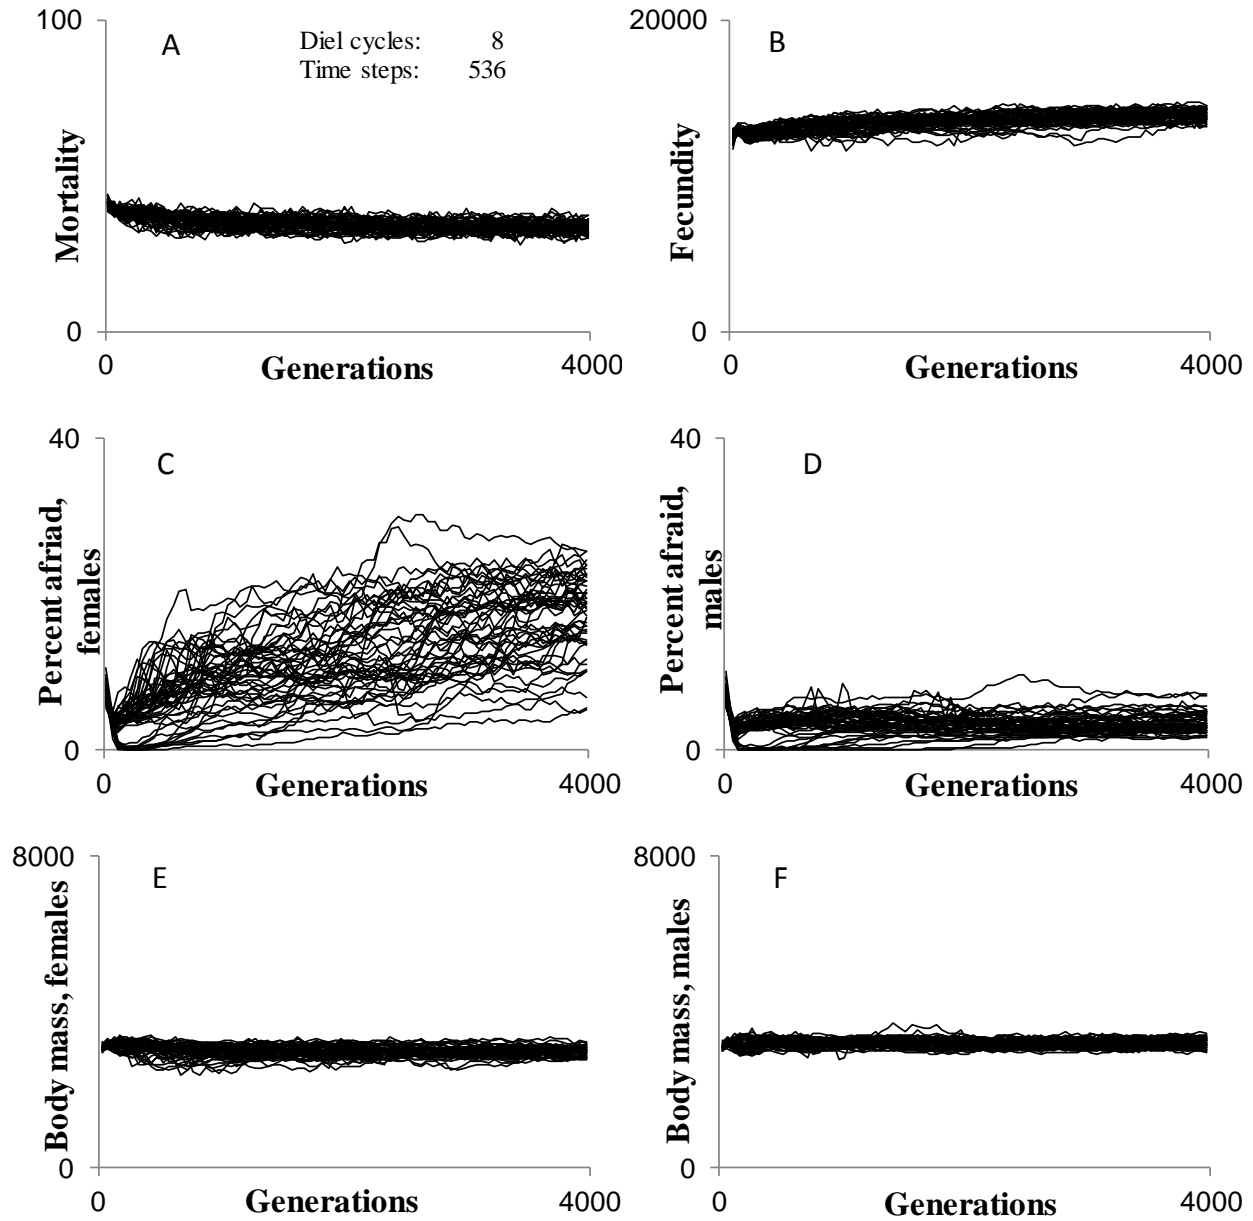 100
A
Diel cycles: 8
Time steps: 536
Mortality
0
0
Generations
4000
20000
B
Fecundity
0
0
Generations
4000
40
C
Percent afriad,
females
0
0
Generations
4000
40
D
Percent afraid,
males
0
0
Generations
4000
8000
E
Body mass, females
0
0
Generations
4000
8000
F
Body mass, males
0
0
Generations
4000